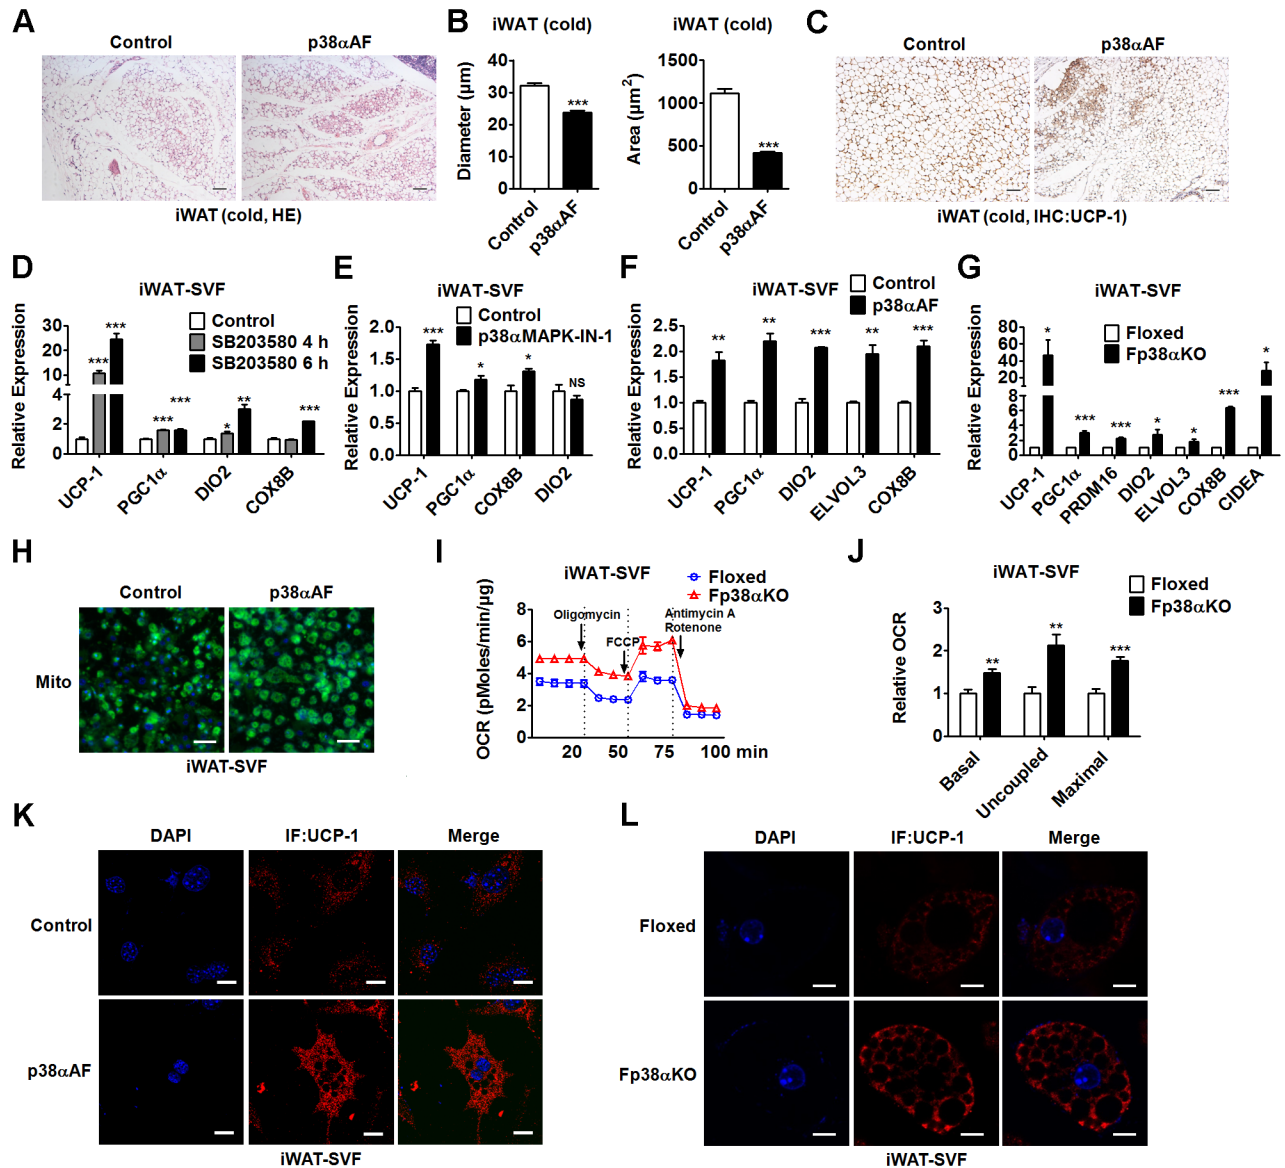 A
Control
p38αAF
iWAT (cold, HE)
B
iWAT (cold)
iWAT (cold)
Diameter (μm)
40
30
20
10
0
***
Control
p38αAF
Area (μm²)
1500
1000
500
0
***
Control
p38αAF
C
Control
p38αAF
iWAT (cold, IHC:UCP-1)
D
iWAT-SVF
Relative Expression
30
20
10
4
2
0
Control
SB203580 4 h
SB203580 6 h
***
***
***
***
*
**
***
UCP-1
PGC1α
DIO2
COX8B
E
iWAT-SVF
Relative Expression
2.0
1.5
1.0
0.5
0.0
Control
p38αMAPK-IN-1
***
*
*
NS
UCP-1
PGC1α
COX8B
DIO2
F
iWAT-SVF
Control
p38αAF
Relative Expression
2.5
2.0
1.5
1.0
0.5
0.0
**
**
***
**
***
UCP-1
PGC1α
DIO2
ELVOL3
COX8B
G
iWAT-SVF
Relative Expression
80
60
40
20
8
6
4
2
0
Floxed
Fp38αKO
*
***
***
*
*
***
*
UCP-1
PGC1α
PRDM16
DIO2
ELVOL3
COX8B
CIDEA
H
Control
p38αAF
Mito
iWAT-SVF
I
iWAT-SVF
Floxed
Fp38αKO
OCR (pMoles/min/μg)
8
6
4
2
0
Oligomycin
FCCP
Antimycin A
Rotenone
20
50
75
100 min
J
iWAT-SVF
Floxed
Fp38αKO
Relative OCR
3
2
1
0
**
**
***
Basal
Uncoupled
Maximal
K
DAPI
IF:UCP-1
Merge
Control
p38αAF
iWAT-SVF
L
DAPI
IF:UCP-1
Merge
Floxed
Fp38αKO
iWAT-SVF